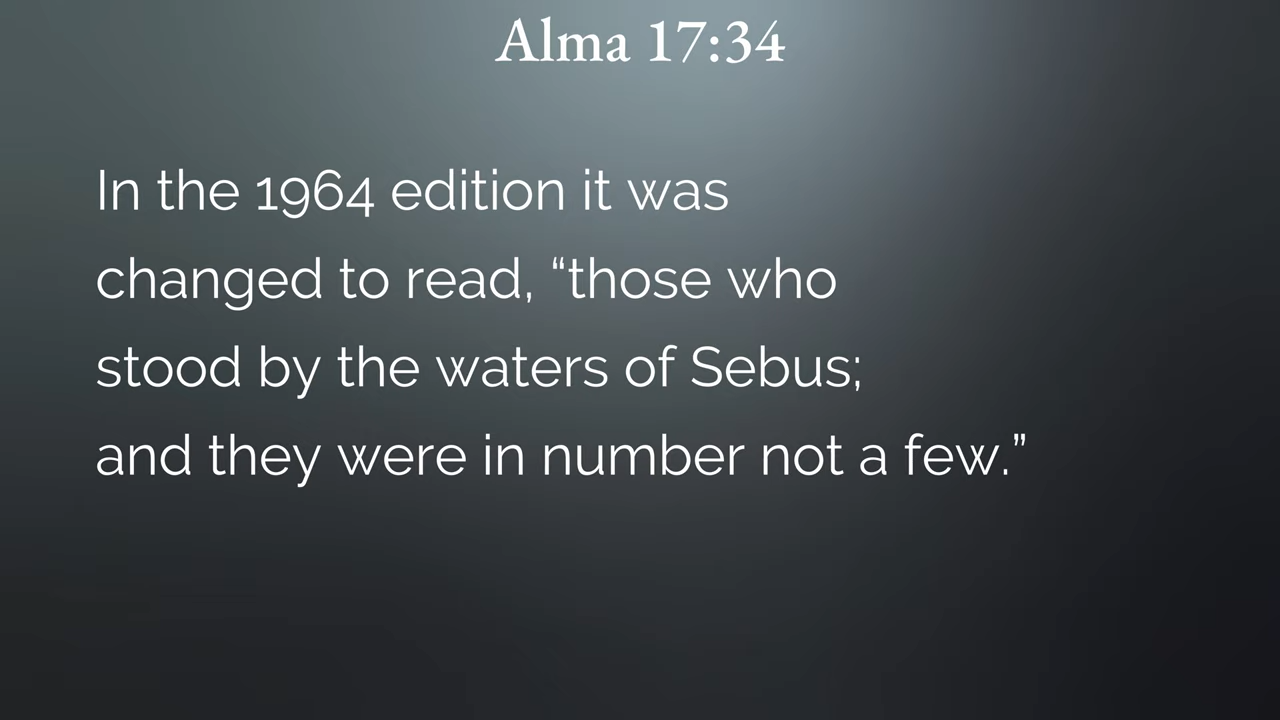 Alma 17:34
In the 1964 edition it was
changed to read, “those who
stood by the waters of Sebus;
and they were in number not a few.”